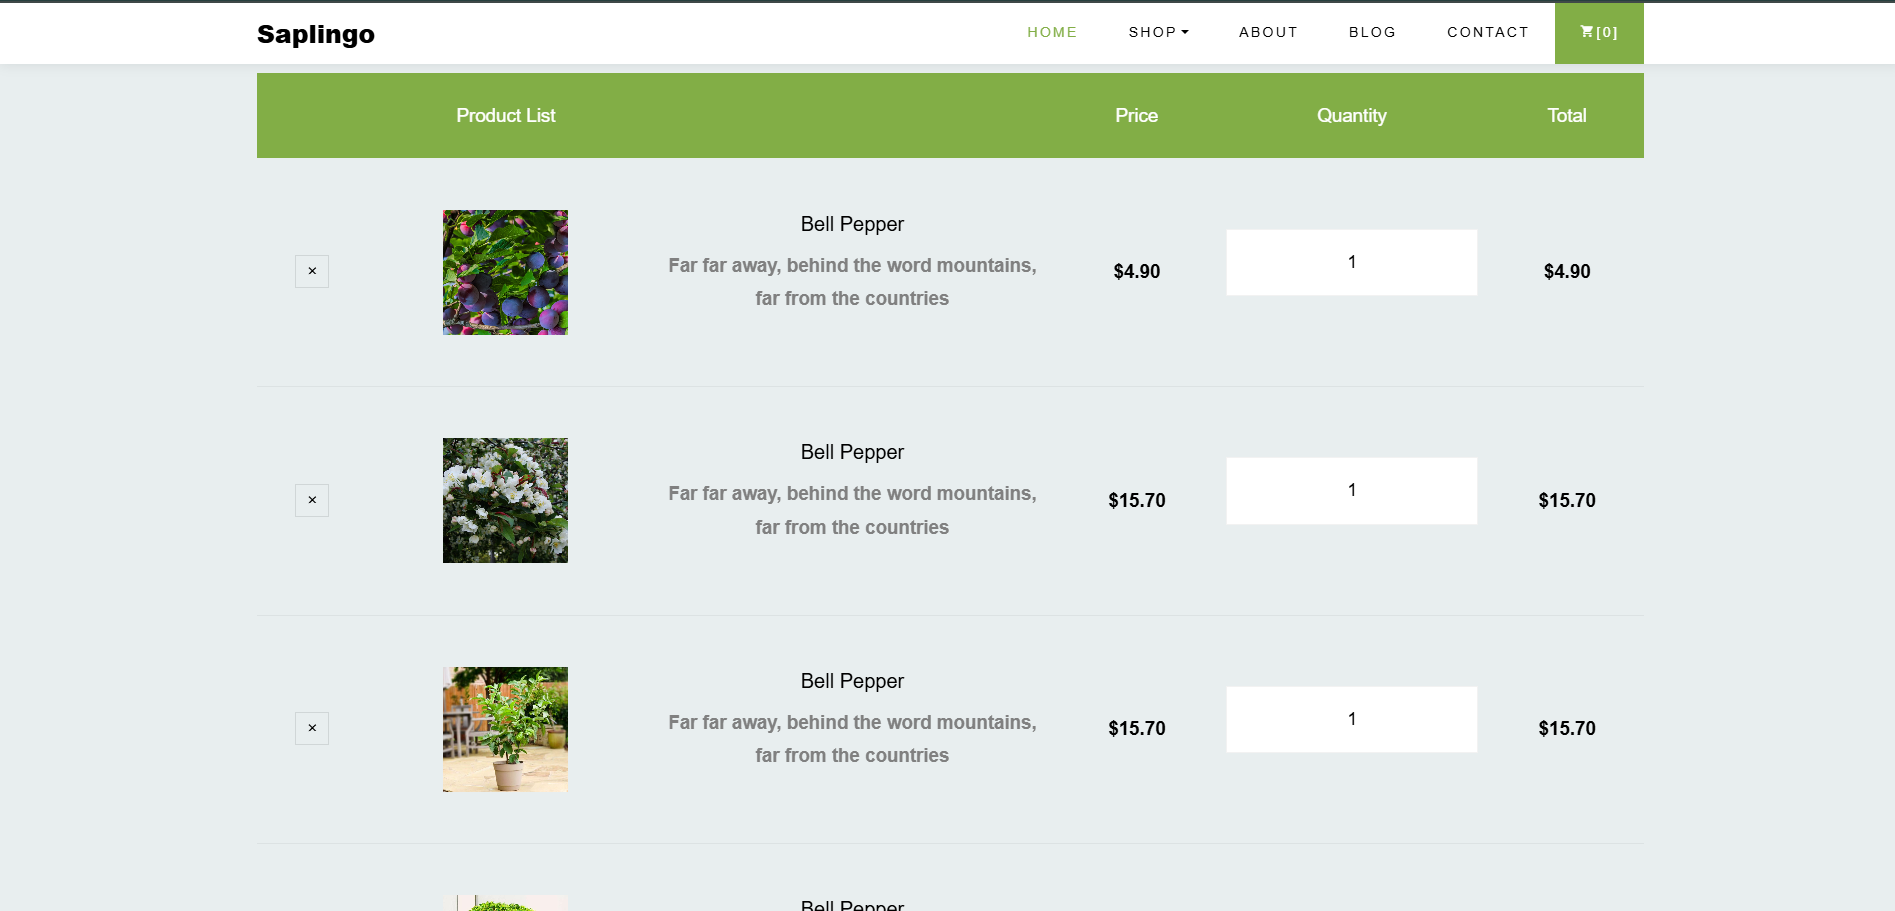 Saplingo
HOME SHOP ABOUT BLOG CONTACT [0]
Product List Price Quantity Total
Bell Pepper
Far far away, behind the word mountains,
far from the countries
× $4.90 1 $4.90
Bell Pepper
Far far away, behind the word mountains,
far from the countries
× $15.70 1 $15.70
Bell Pepper
Far far away, behind the word mountains,
far from the countries
× $15.70 1 $15.70
Bell Pepper